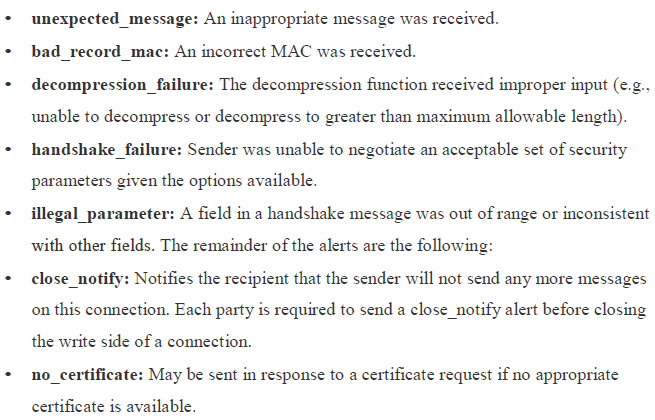 • unexpected_message: An inappropriate message was received.
• bad_record_mac: An incorrect MAC was received.
• decompression_failure: The decompression function received improper input (e.g.,
unable to decompress or decompress to greater than maximum allowable length).
• handshake_failure: Sender was unable to negotiate an acceptable set of security
parameters given the options available.
• illegal_parameter: A field in a handshake message was out of range or inconsistent
with other fields. The remainder of the alerts are the following:
• close_notify: Notifies the recipient that the sender will not send any more messages
on this connection. Each party is required to send a close_notify alert before closing
the write side of a connection.
• no_certificate: May be sent in response to a certificate request if no appropriate
certificate is available.